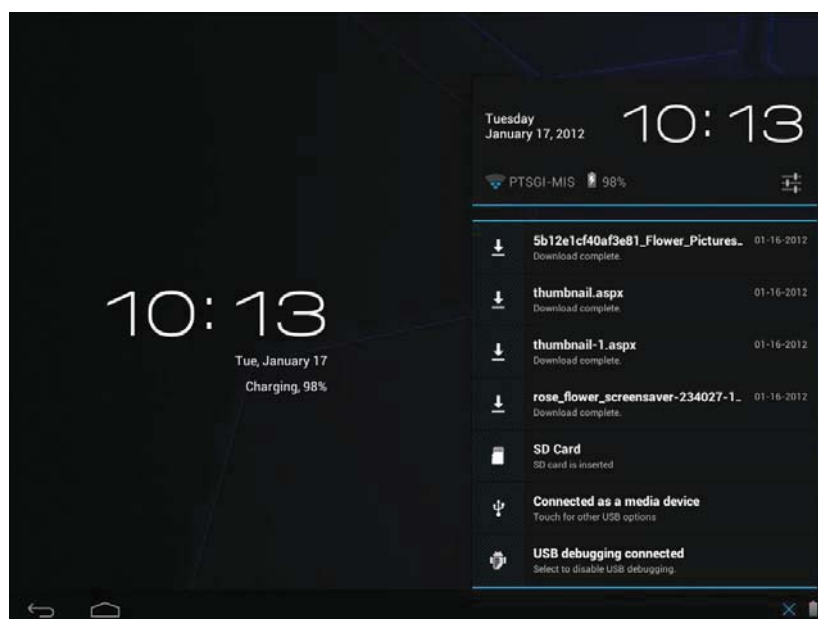 10:13
Tue, January 17
Charging, 98%
Tuesday
January 17, 2012
10:13
PTSGI-MIS 98%
5b12e1cf40af3e81_Flower_Pictures.. 01-16-2012
Download complete.
thumbnail.aspx 01-16-2012
Download complete.
thumbnail-1.aspx 01-16-2012
Download complete.
rose_flower_screensaver-234027-1.. 01-16-2012
Download complete.
SD Card
SD card is inserted
Connected as a media device
Touch for other USB options
USB debugging connected
Select to disable USB debugging.